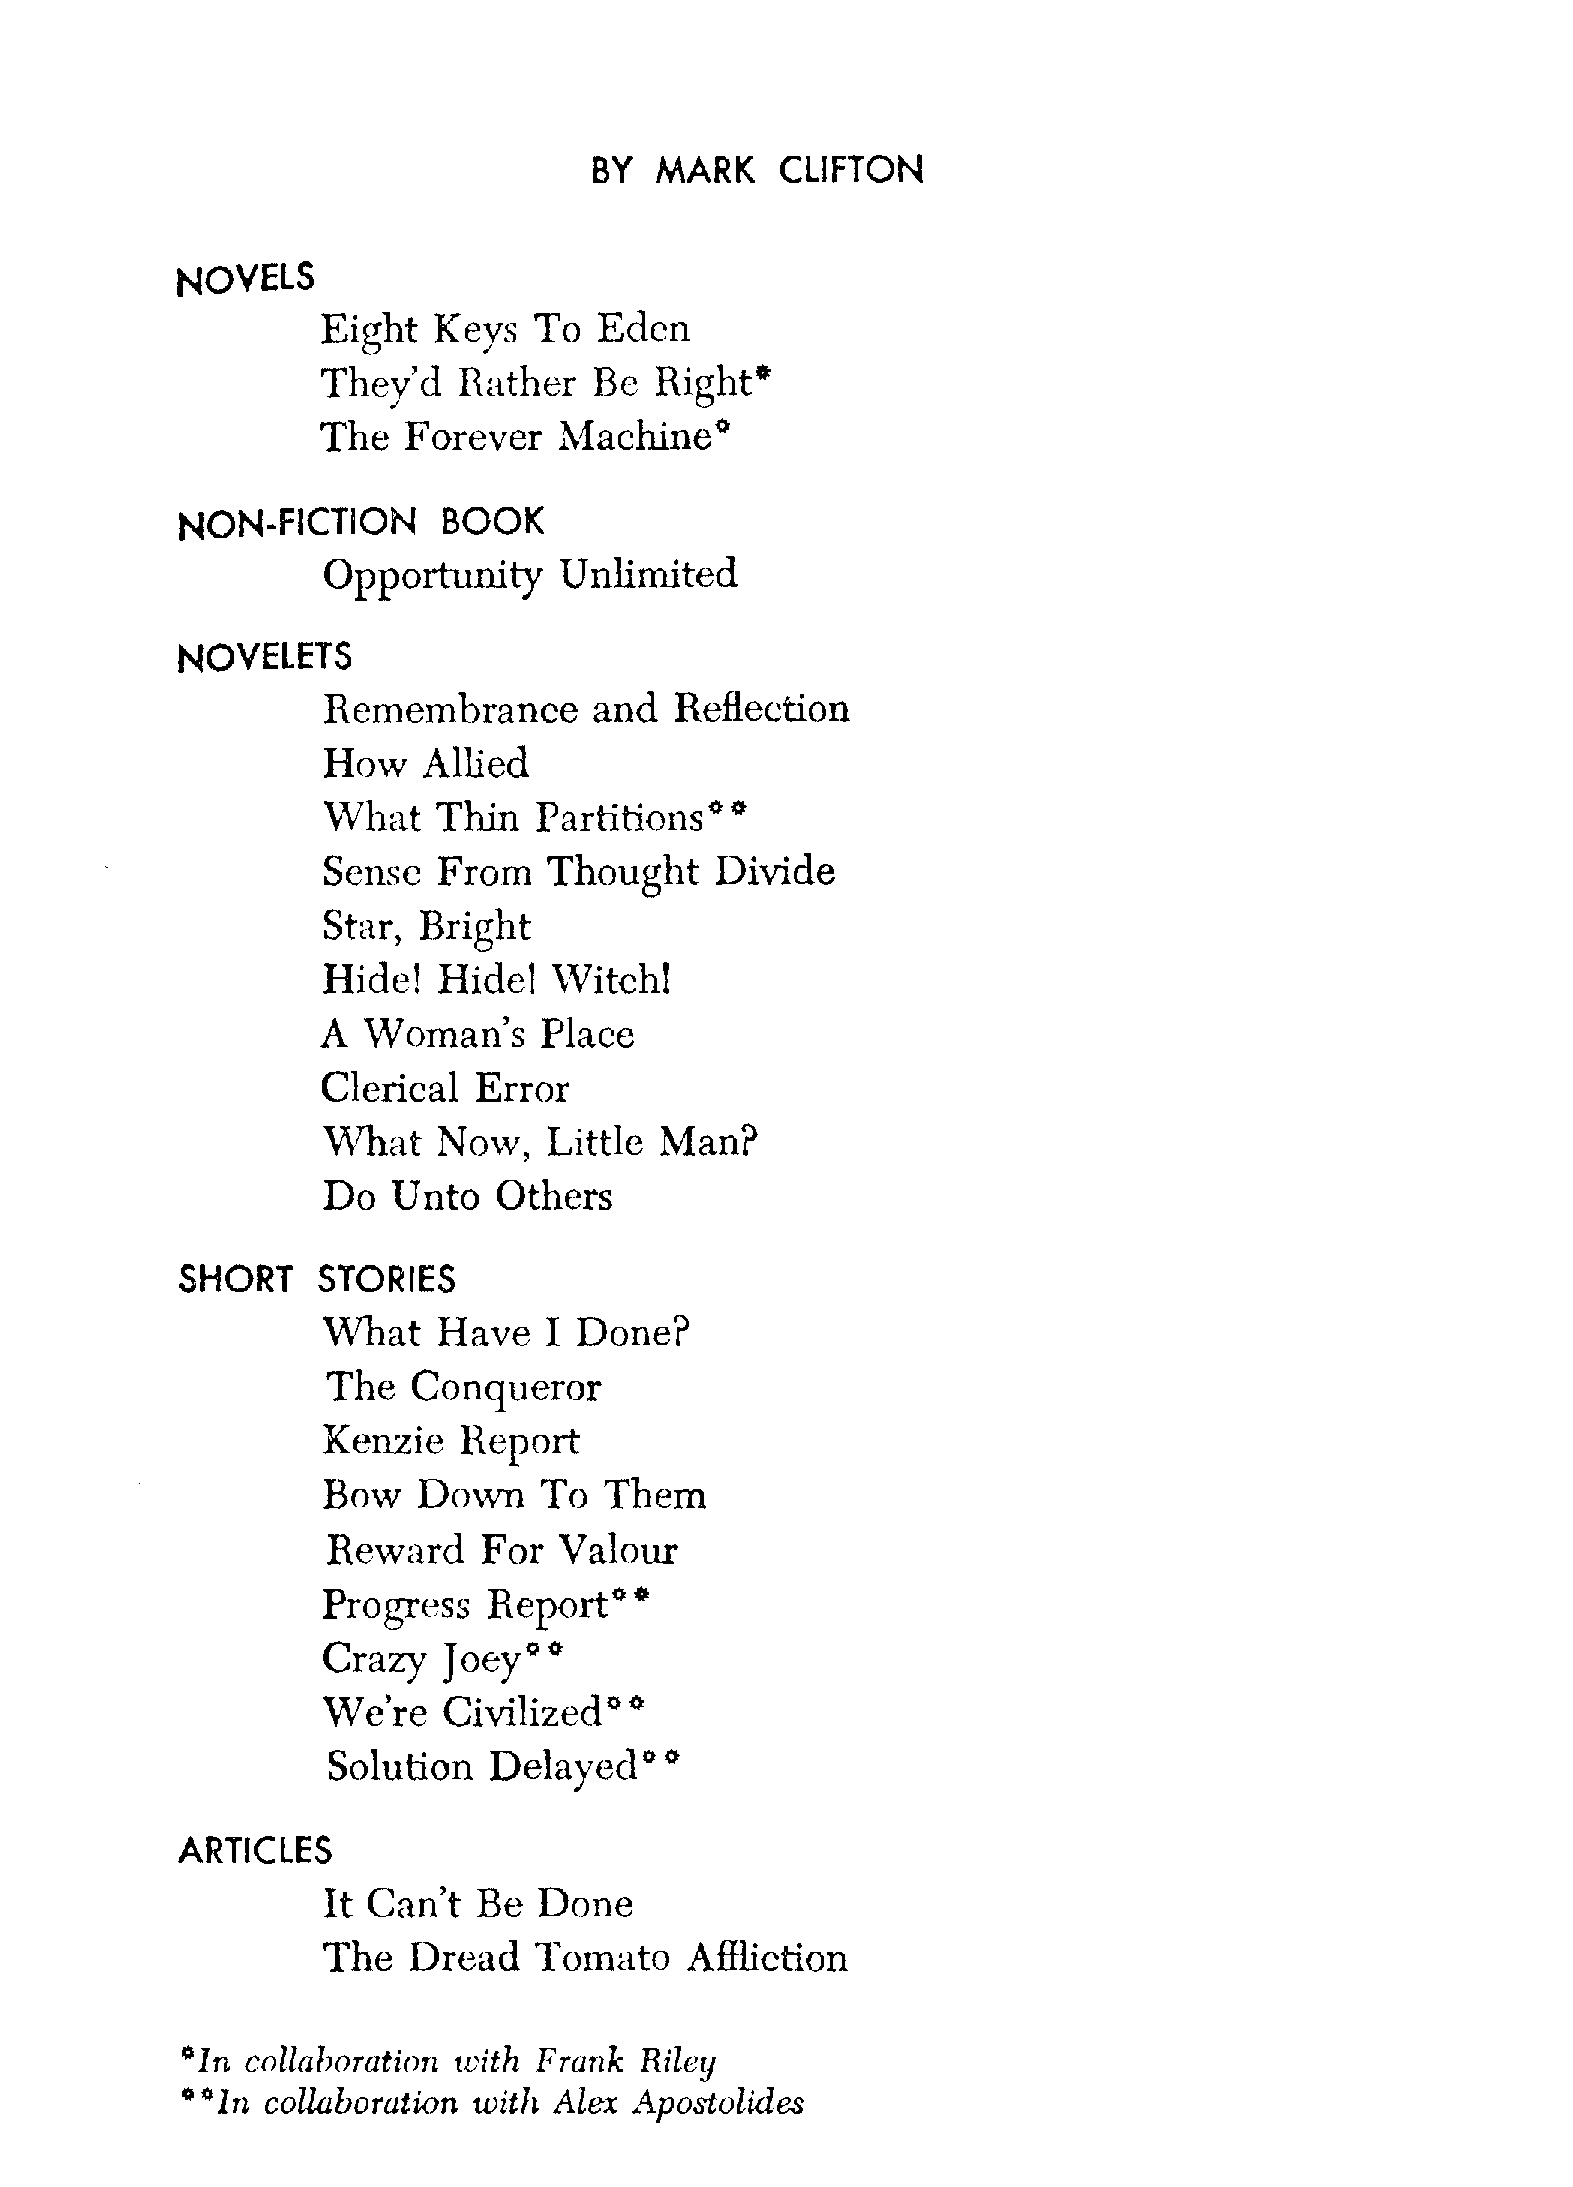 BY MARK CLIFTON
NOVELS
Eight Keys To Eden
They'd Rather Be Right*
The Forever Machine*
NON-FICTION BOOK
Opportunity Unlimited
NOVELETS
Remembrance and Reflection
How Allied
What Thin Partitions**
Sense From Thought Divide
Star, Bright
Hide! Hide! Witch!
A Woman's Place
Clerical Error
What Now, Little Man?
Do Unto Others
SHORT STORIES
What Have I Done?
The Conqueror
Kenzie Report
Bow Down To Them
Reward For Valour
Progress Report**
Crazy Joey**
We're Civilized**
Solution Delayed**
ARTICLES
It Can't Be Done
The Dread Tomato Affliction
*In collaboration with Frank Riley
**In collaboration with Alex Apostolides